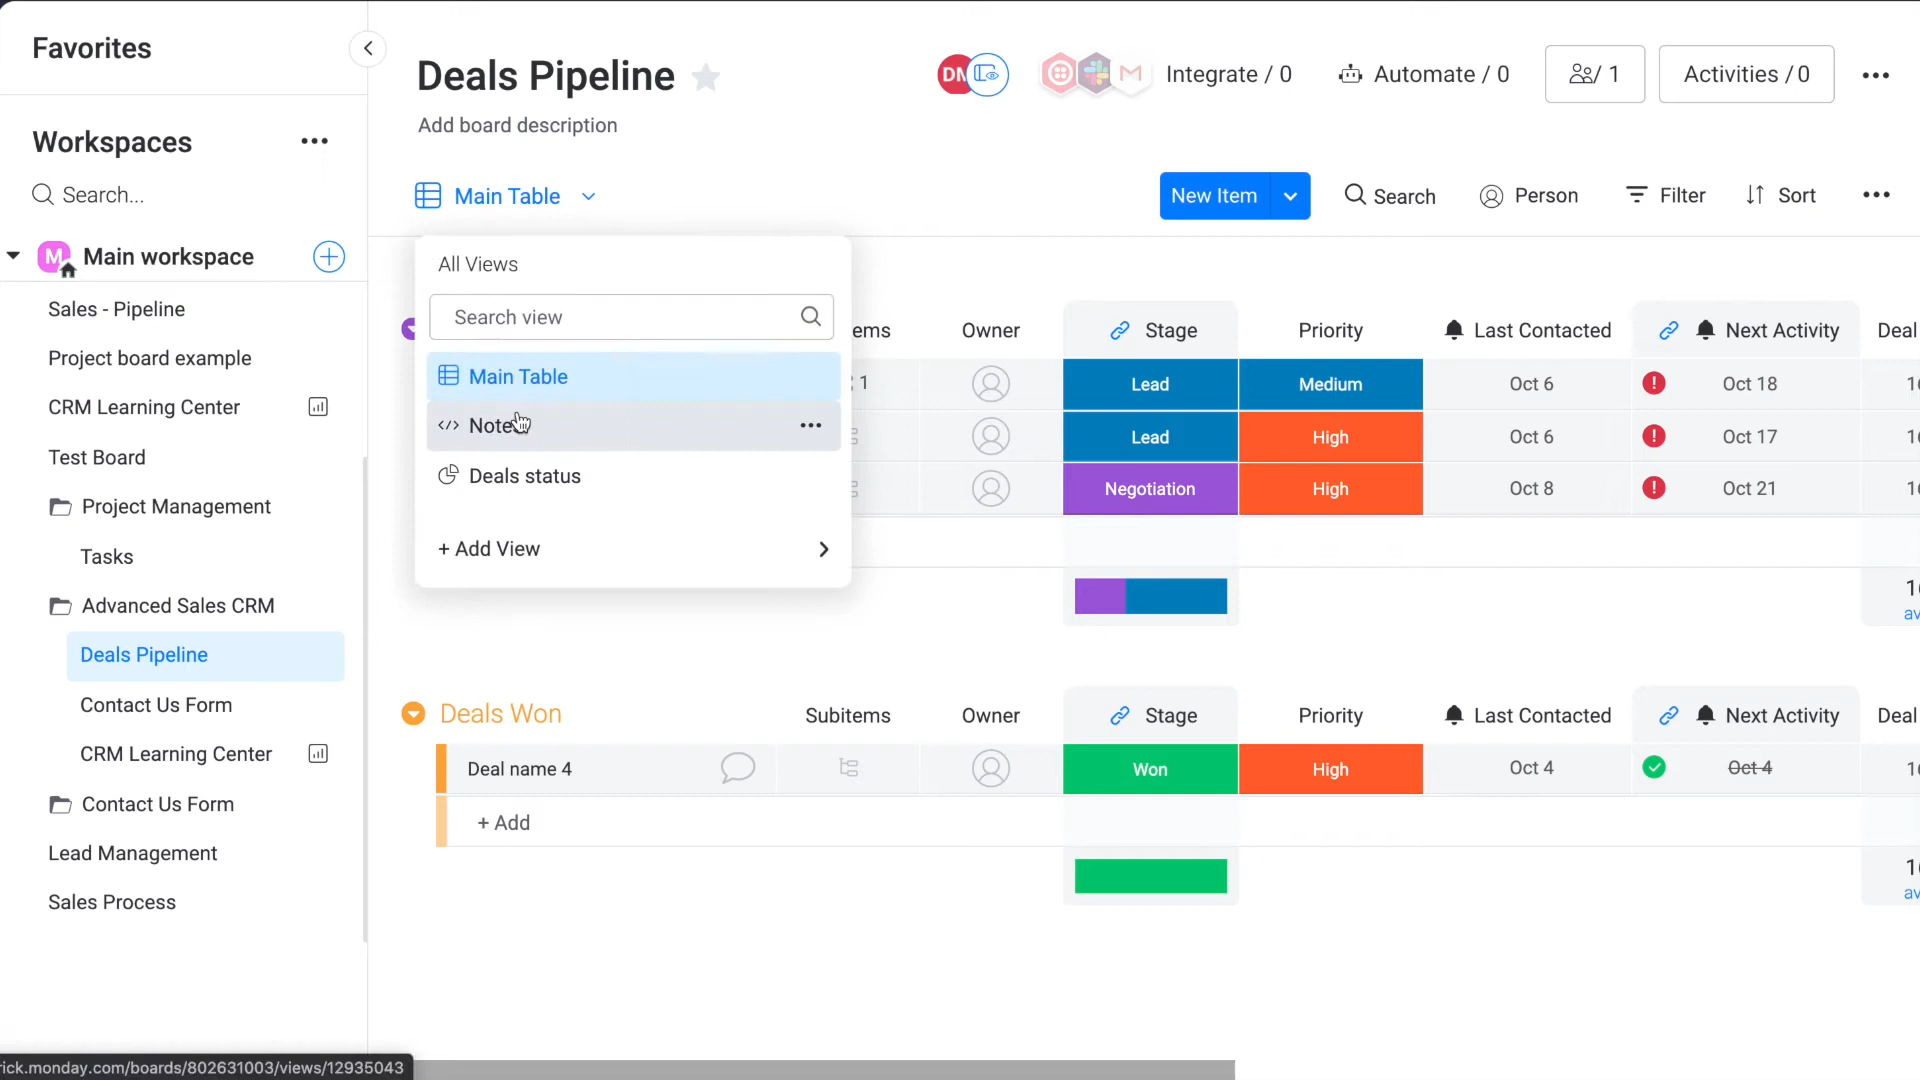 Favorites
Workspaces
Search...
M Main workspace
Sales - Pipeline
Project board example
CRM Learning Center
Test Board
Project Management
Tasks
Advanced Sales CRM
Deals Pipeline
Contact Us Form
CRM Learning Center
Contact Us Form
Lead Management
Sales Process
Deals Pipeline
Add board description
Integrate / 0
Automate / 0
/ 1
Activities / 0
Main Table
New Item
Search
Person
Filter
Sort
All Views
Search view
Main Table
Deals status
+ Add View
Owner Stage Priority Last Contacted Next Activity Deal
1 Lead Medium Oct 6 ! Oct 18
Lead High Oct 6 ! Oct 17
Negotiation High Oct 8 ! Oct 21
Deals Won Subitems Owner Stage Priority Last Contacted Next Activity Deal
Deal name 4 Won High Oct 4 Oct 4
+ Add
rick.monday.com/boards/802631003/views/12935043